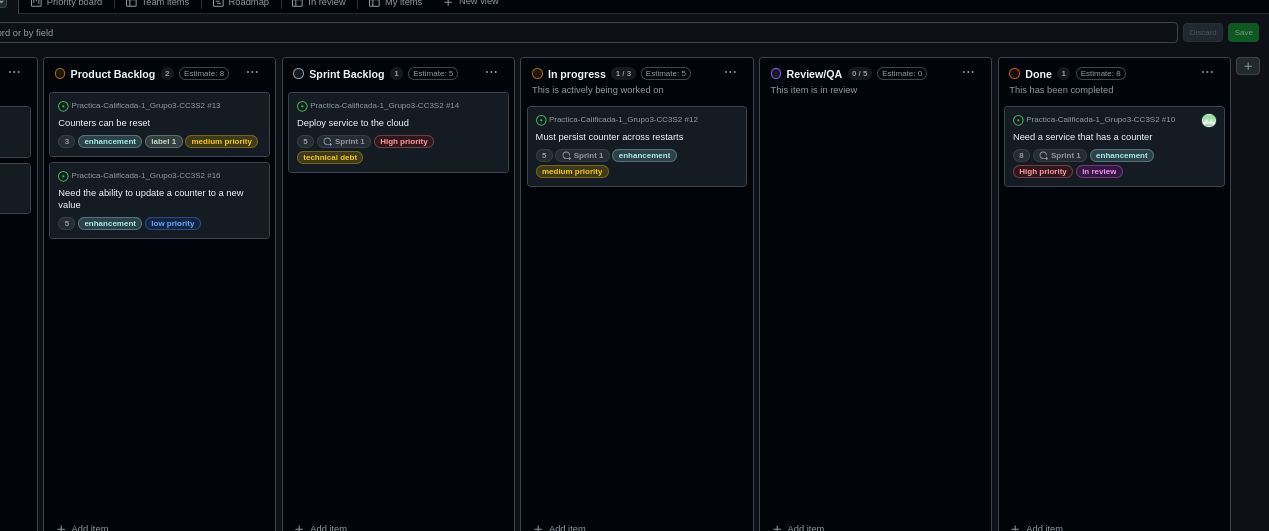 Priority board
Team items
Roadmap
In review
My items
New view
ord or by field
Discard
Save
Product Backlog 2 Estimate: 8
Practica-Calificada-1_Grupo3-CC3S2 #13
Counters can be reset
3 enhancement label 1 medium priority
Practica-Calificada-1_Grupo3-CC3S2 #16
Need the ability to update a counter to a new
value
5 enhancement low priority
Add item
Sprint Backlog 1 Estimate: 5
Practica-Calificada-1_Grupo3-CC3S2 #14
Deploy service to the cloud
5 Sprint 1 High priority
technical debt
Add item
In progress 1 / 3 Estimate: 5
This is actively being worked on
Practica-Calificada-1_Grupo3-CC3S2 #12
Must persist counter across restarts
5 Sprint 1 enhancement
medium priority
Add item
Review/QA 0 / 5 Estimate: 0
This item is in review
Add item
Done 1 Estimate: 8
This has been completed
Practica-Calificada-1_Grupo3-CC3S2 #10
Need a service that has a counter
8 Sprint 1 enhancement
High priority in review
Add item